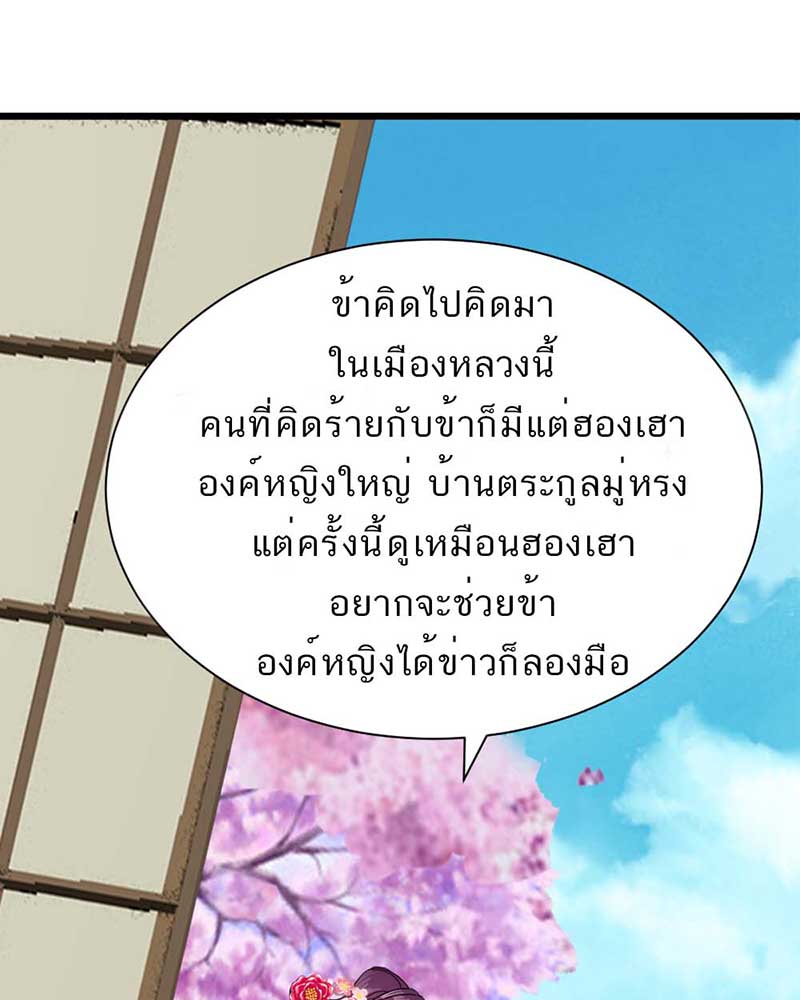 ข้าคิดไปคิดมา
ในเมืองหลวงนี้
คนที่คิดร้ายกับข้าก็มีแต่ฮองเฮา
องค์หญิงใหญ่ บ้านตระกูลมู่หรง
แต่ครั้งนี้ดูเหมือนฮองเฮา
อยากจะช่วยข้า
องค์หญิงได้ข่าวก็ลองมือ